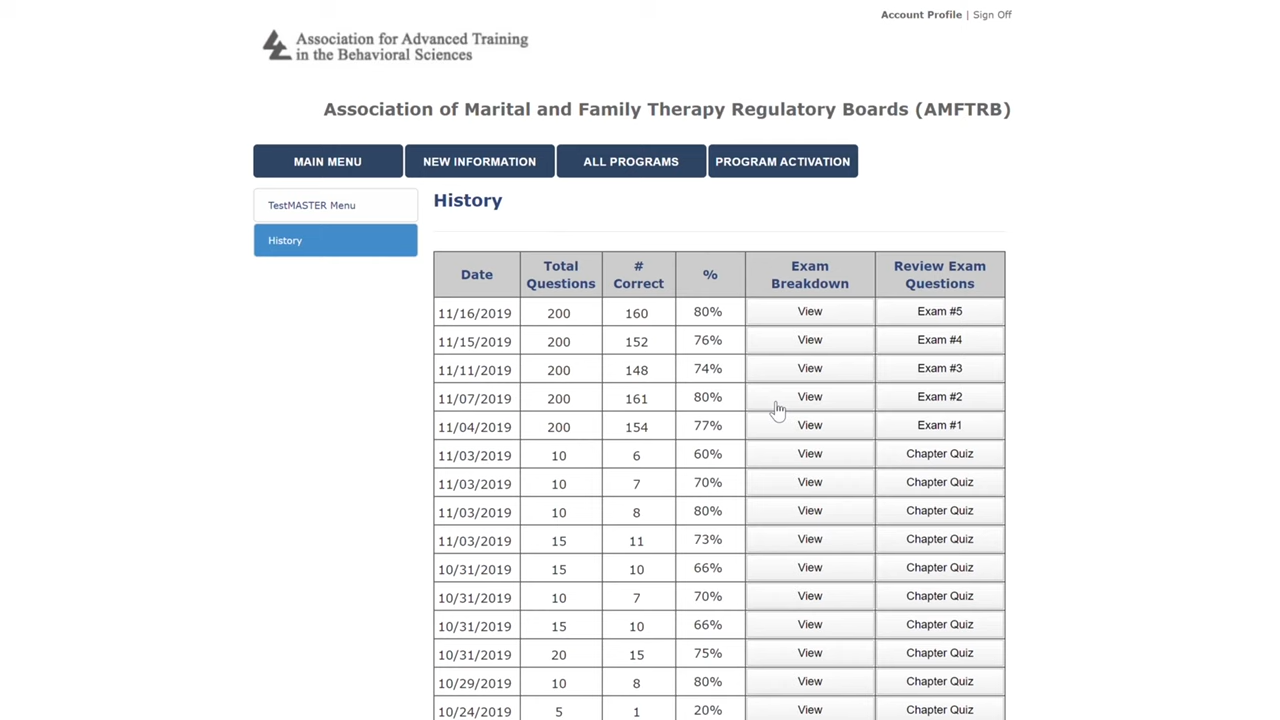 Account Profile | Sign Off
Association for Advanced Training
in the Behavioral Sciences
Association of Marital and Family Therapy Regulatory Boards (AMFTRB)
MAIN MENU NEW INFORMATION ALL PROGRAMS PROGRAM ACTIVATION
TestMASTER Menu
History
History
Date Total Questions # Correct % Exam Breakdown Review Exam Questions
11/16/2019 200 160 80% View Exam #5
11/15/2019 200 152 76% View Exam #4
11/11/2019 200 148 74% View Exam #3
11/07/2019 200 161 80% View Exam #2
11/04/2019 200 154 77% View Exam #1
11/03/2019 10 6 60% View Chapter Quiz
11/03/2019 10 7 70% View Chapter Quiz
11/03/2019 10 8 80% View Chapter Quiz
11/03/2019 15 11 73% View Chapter Quiz
10/31/2019 15 10 66% View Chapter Quiz
10/31/2019 10 7 70% View Chapter Quiz
10/31/2019 15 10 66% View Chapter Quiz
10/31/2019 20 15 75% View Chapter Quiz
10/29/2019 10 8 80% View Chapter Quiz
10/24/2019 5 1 20% View Chapter Quiz